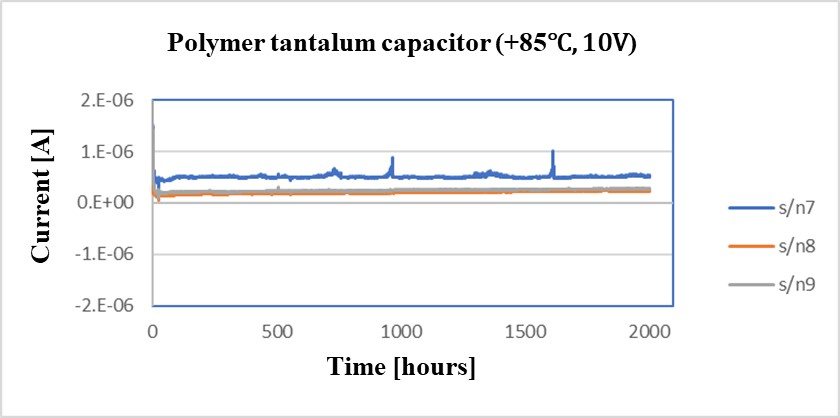 Polymer tantalum capacitor (+85℃, 10V)
2.E-06
1.E-06
0.E+00
-1.E-06
-2.E-06
Current [A]
0
500
1000
1500
2000
Time [hours]
s/n7
s/n8
s/n9